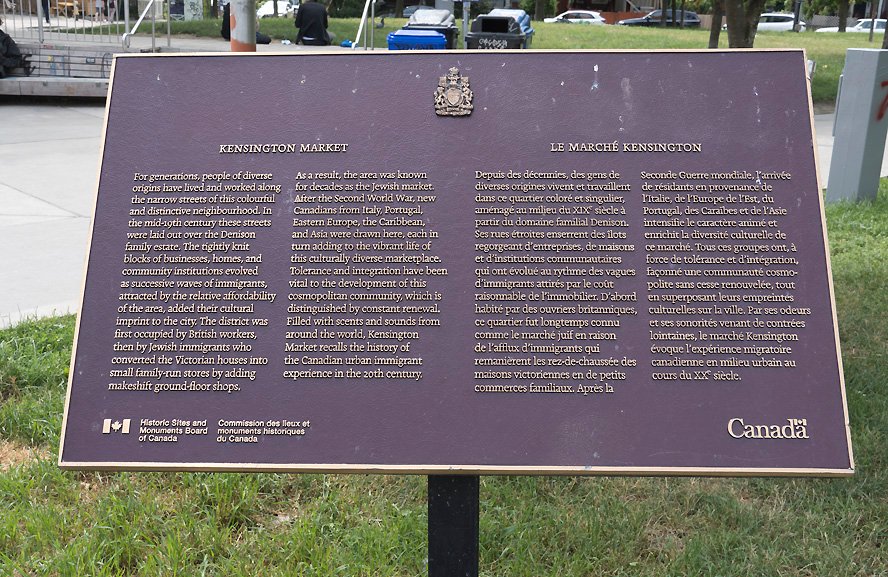 KENSINGTON MARKET
For generations, people of diverse
origins have lived and worked along
the narrow streets of this colourful
and distinctive neighbourhood. In
the mid-19th century these streets
were laid out over the Denison
family estate. The tightly knit
blocks of businesses, homes, and
community institutions evolved
as successive waves of immigrants,
attracted by the relative affordability
of the area, added their cultural
imprint to the city. The district was
first occupied by British workers,
then by Jewish immigrants who
converted the Victorian houses into
small family-run stores by adding
makeshift ground-floor shops.
As a result, the area was known
for decades as the Jewish market.
After the Second World War, new
Canadians from Italy, Portugal,
Eastern Europe, the Caribbean,
and Asia were drawn here, each in
turn adding to the vibrant life of
this culturally diverse marketplace.
Tolerance and integration have been
vital to the development of this
cosmopolitan community, which is
distinguished by constant renewal.
Filled with scents and sounds from
around the world, Kensington
Market recalls the history of
the Canadian urban immigrant
experience in the 20th century.
LE MARCHÉ KENSINGTON
Depuis des décennies, des gens de
diverses origines vivent et travaillent
dans ce quartier coloré et singulier,
aménagé au milieu du XIXe siècle à
partir du domaine familial Denison.
Ses rues étroites enserrent des îlots
regorgeant d'entreprises, de maisons
et d'institutions communautaires
qui ont évolué au rythme des vagues
d'immigrants attirés par le coût
raisonnable de l'immobilier. D'abord
habité par des ouvriers britanniques,
ce quartier fut longtemps connu
comme le marché juif en raison
de l'afflux d'immigrants qui
remanièrent les rez-de-chaussée des
maisons victoriennes en de petits
commerces familiaux. Après la
Seconde Guerre mondiale, l'arrivée
de résidants en provenance de
l'Italie, de l'Europe de l'Est, du
Portugal, des Caraïbes et de l'Asie
intensifie le caractère animé et
enrichit la diversité culturelle de
ce marché. Tous ces groupes ont, à
force de tolérance et d'intégration,
façonné une communauté cosmo-
polite sans cesse renouvelée, tout
en superposant leurs empreintes
culturelles sur la ville. Par ses odeurs
et ses sonorités venant de contrées
lointaines, le marché Kensington
évoque l'expérience migratoire
canadienne en milieu urbain au
cours du XXe siècle.
Historic Sites and
Monuments Board
of Canada
Commission des lieux et
monuments historiques
du Canada
Canada